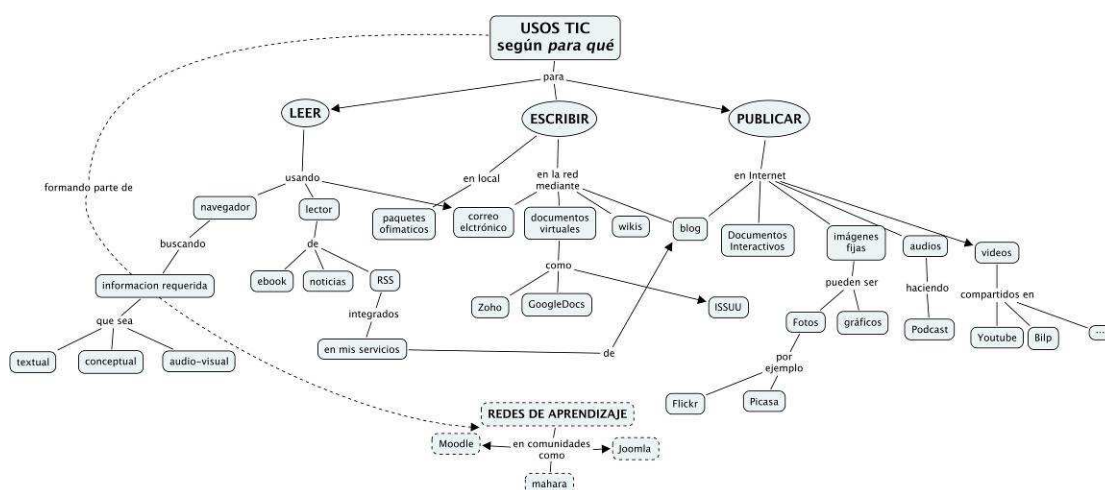 USOS TIC
según para qué
para
LEER
ESCRIBIR
PUBLICAR
formando parte de
usando
en local
en la red
mediante
en Internet
navegador
lector
paquetes
ofimaticos
correo
elctrónico
documentos
virtuales
wikis
blog
Documentos
Interactivos
imágenes
fijas
audios
videos
buscando
de
como
pueden ser
haciendo
compartidos en
informacion requerida
ebook
noticias
RSS
Zoho
GoogleDocs
ISSUU
Fotos
gráficos
Podcast
Youtube
Bilp
...
que sea
integrados
textual
conceptual
audio-visual
en mis servicios
de
por
ejemplo
Flickr
Picasa
REDES DE APRENDIZAJE
Moodle
en comunidades
como
Joomla
mahara